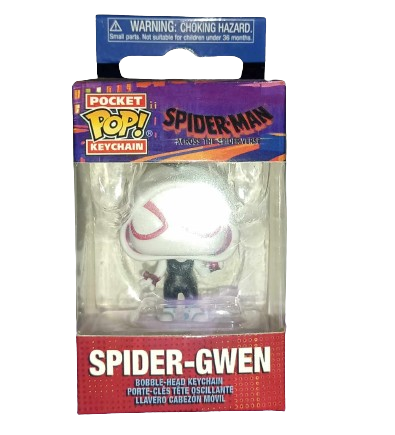 WARNING: CHOKING HAZARD.
Small parts. Not suitable for children under 36 months.
POCKET
POP!®
KEYCHAIN
SPIDER-MAN
ACROSS THE SPIDER-VERSE
SPIDER-GWEN
BOBBLE-HEAD KEYCHAIN
PORTE-CLÉS TÊTE OSCILLANTE
LLAVERO CABEZÓN MÓVIL